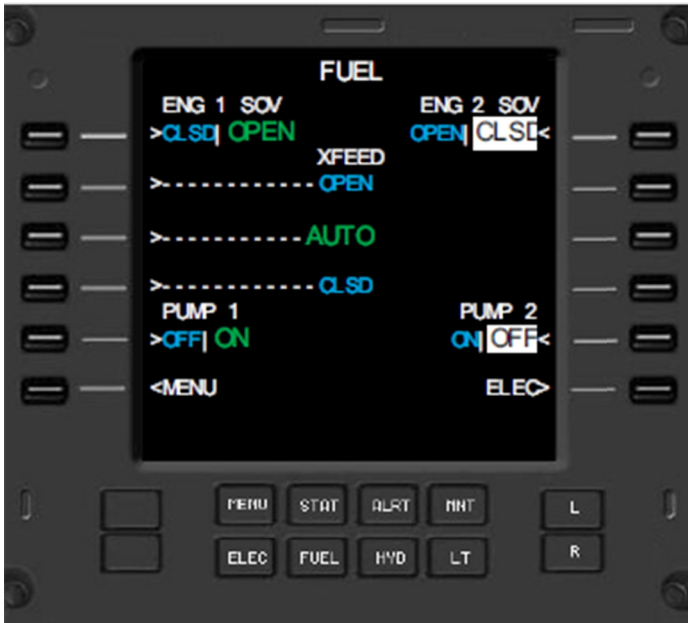 FUEL
ENG 1 SOV ENG 2 SOV
>CLSD| OPEN OPEN| CLSD<
XFEED
>------------OPEN
>------------AUTO
>------------CLSD
PUMP 1 PUMP 2
>OFF| ON ON| OFF<
<MENU ELEC>
MENU STAT ALRT MNT L
ELEC FUEL HYD LT R